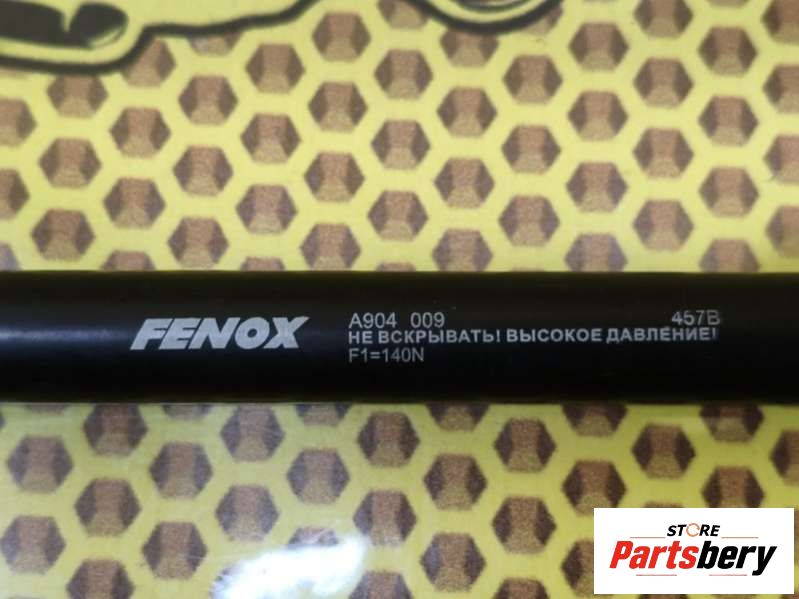 FENOX
A904 009 457B
НЕ ВСКРЫВАТЬ! ВЫСОКОЕ ДАВЛЕНИЕ!
F1=140N
STORE
Partsbery